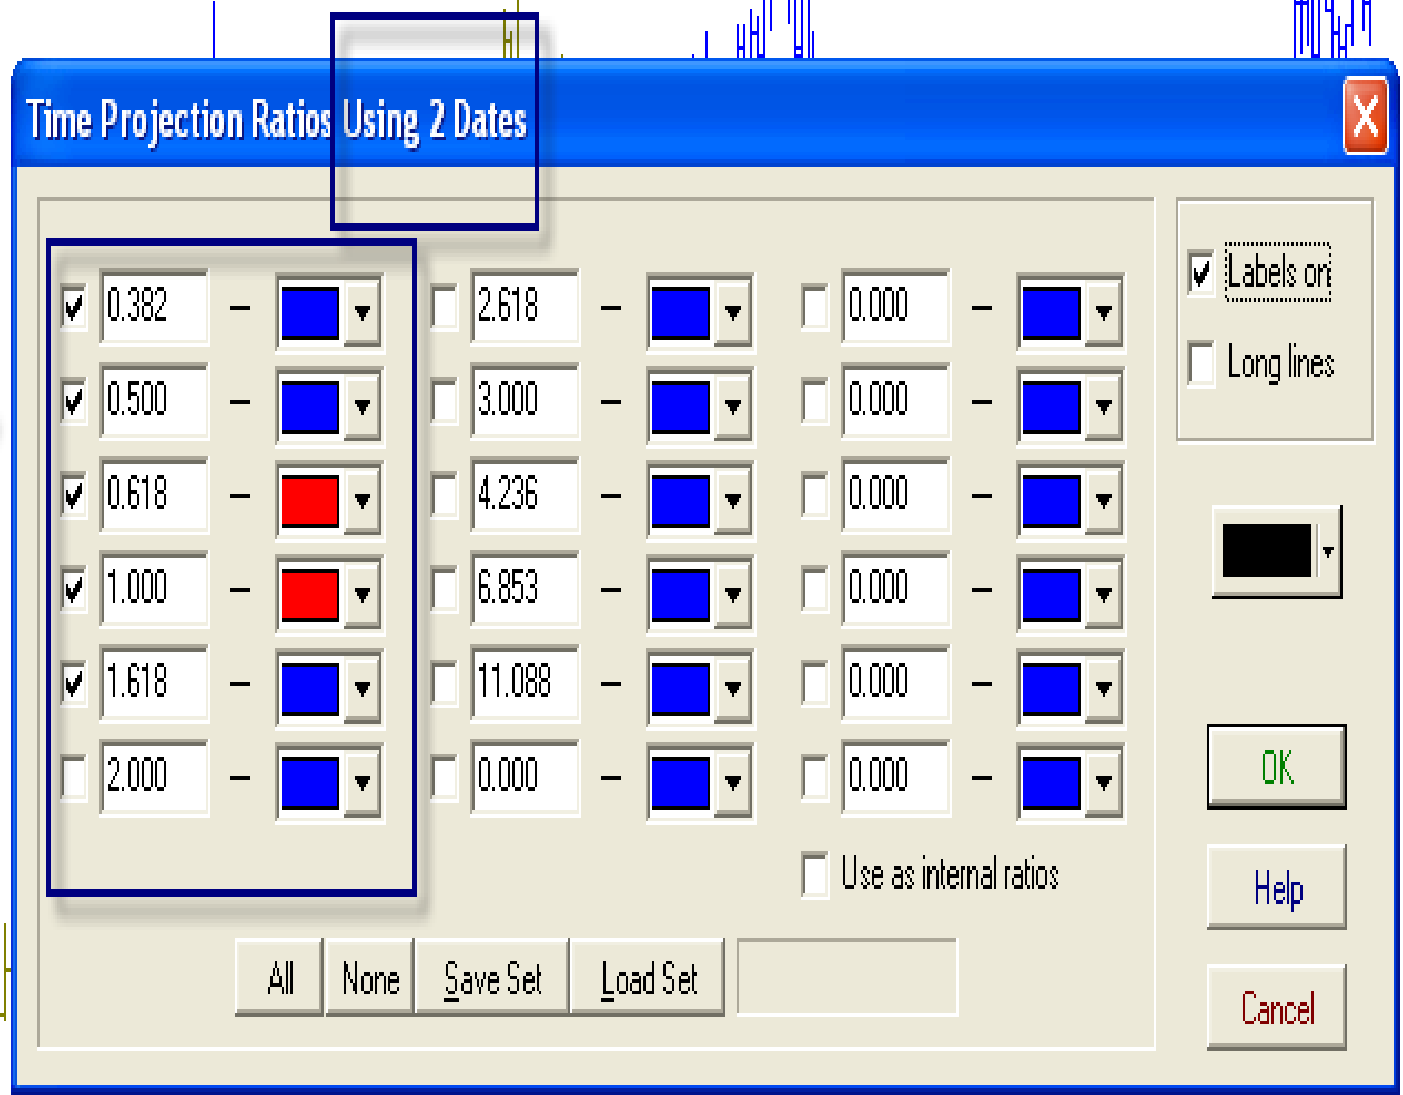 Time Projection Ratios Using 2 Dates
0.382 – 2.618 – 0.000 – Labels on
0.500 – 3.000 – 0.000 – Long lines
0.618 – 4.236 – 0.000 –
1.000 – 6.853 – 0.000 –
1.618 – 11.088 – 0.000 –
2.000 – 0.000 – 0.000 – OK
Use as internal ratios Help
All None Save Set Load Set Cancel